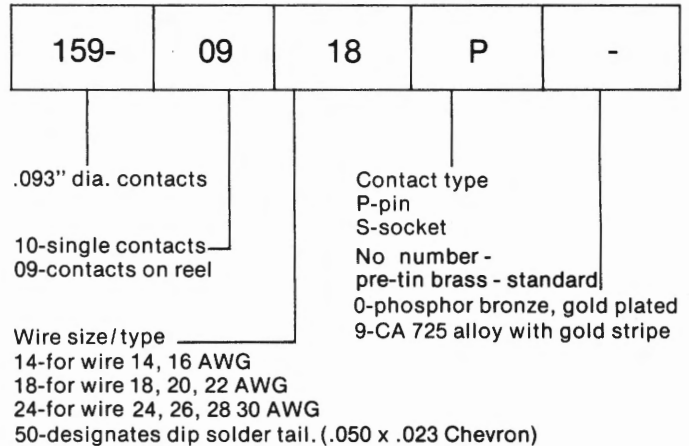 159- 09 18 P -
.093" dia. contacts
10-single contacts
09-contacts on reel
Wire size/type
14-for wire 14, 16 AWG
18-for wire 18, 20, 22 AWG
24-for wire 24, 26, 28 30 AWG
50-designates dip solder tail. (.050 x .023 Chevron)
Contact type
P-pin
S-socket
No number -
pre-tin brass - standard
0-phosphor bronze, gold plated
9-CA 725 alloy with gold stripe